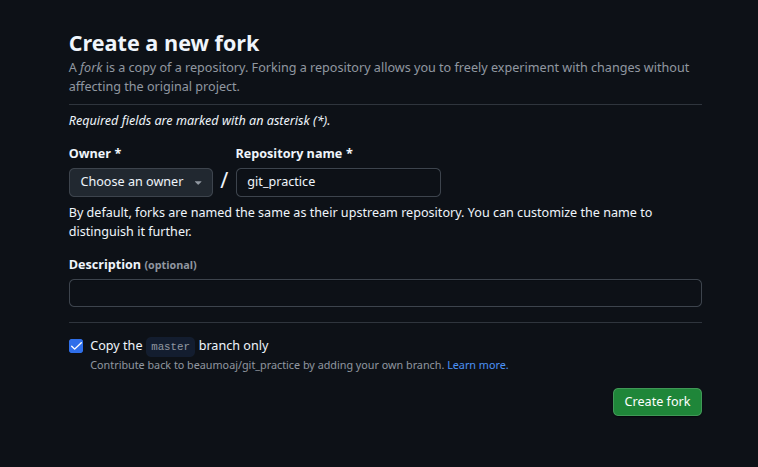 Create a new fork
A fork is a copy of a repository. Forking a repository allows you to freely experiment with changes without
affecting the original project.
Required fields are marked with an asterisk (*).
Owner * Repository name *
Choose an owner / git_practice
By default, forks are named the same as their upstream repository. You can customize the name to
distinguish it further.
Description (optional)
Copy the master branch only
Contribute back to beaumoaj/git_practice by adding your own branch. Learn more.
Create fork